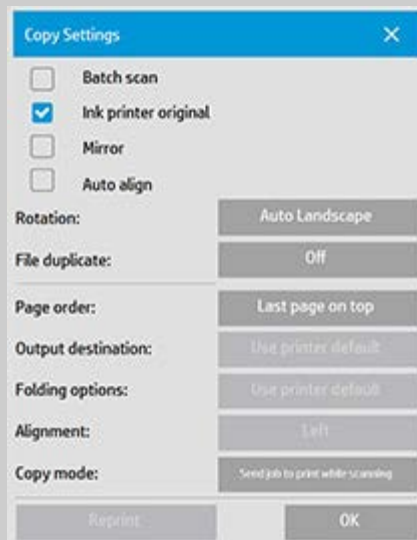 Copy Settings
Batch scan
Ink printer original
Mirror
Auto align
Rotation: Auto Landscape
File duplicate: Off
Page order: Last page on top
Output destination: Use printer default
Folding options: Use printer default
Alignment: Left
Copy mode: Send job to print while scanning
Reprint OK